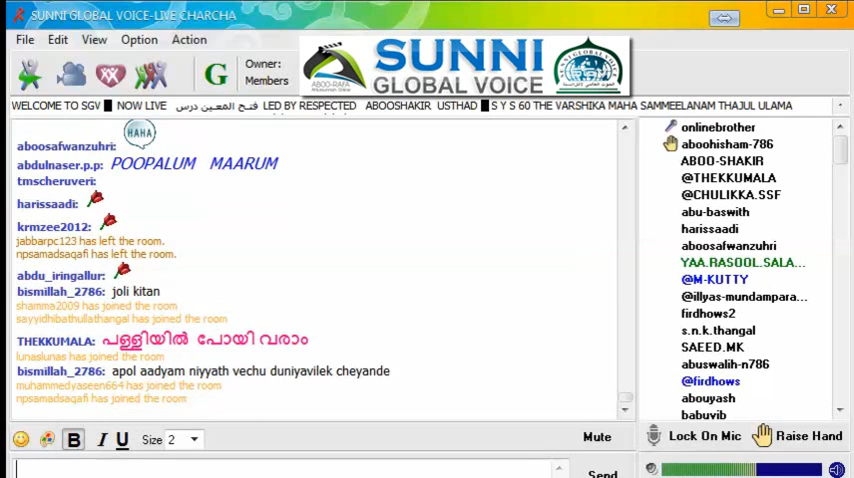 SUNNI GLOBAL VOICE-LIVE CHARCHA
File Edit View Option Action
G
Owner:
Members
ABOO-RAFA
SUNNI
GLOBAL VOICE
WELCOME TO SGV █ NOW LIVE فتح المعين درس LED BY RESPECTED ABOOSHAKIR USTHAD █ S Y S 60 THE VARSHIKA MAHA SAMMEELANAM THAJUL ULAMA
HAHA
aboosafwanzuhri:
abdulnaser.p.p: POOPALUM MAARUM
tmscheruveri:
harissaadi:
krmzee2012:
jabbarpc123 has left the room.
npsamadsaqafi has left the room.
abdu_iringallur:
bismillah_2786: joli kitan
shamma2009 has joined the room
sayyidhibathullathangal has joined the room
THEKKUMALA: പള്ളിയിൽ പോയി വരാം
lunaslunas has joined the room
bismillah_2786: apol aadyam niyyath vechu duniyavilek cheyande
muhammedyaseen664 has joined the room
npsamadsaqafi has joined the room
onlinebrother
aboohisham-786
ABOO-SHAKIR
@THEKKUMALA
@CHULIKKA.SSF
abu-baswith
harissaadi
aboosafwanzuhri
YAA.RASOOL.SALA...
@M-KUTTY
@illyas-mundampara...
firdhows2
s.n.k.thangal
SAEED.MK
abuswalih-n786
@firdhows
abouyash
babuvib
B I U Size 2
Mute
Lock On Mic
Raise Hand
Send